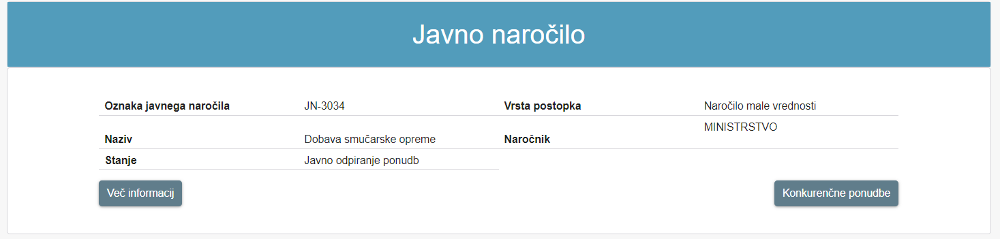 Javno naročilo
Oznaka javnega naročila JN-3034 Vrsta postopka Naročilo male vrednosti
MINISTRSTVO
Naziv Dobava smučarske opreme Naročnik
Stanje Javno odpiranje ponudb
Več informacij Konkurenčne ponudbe